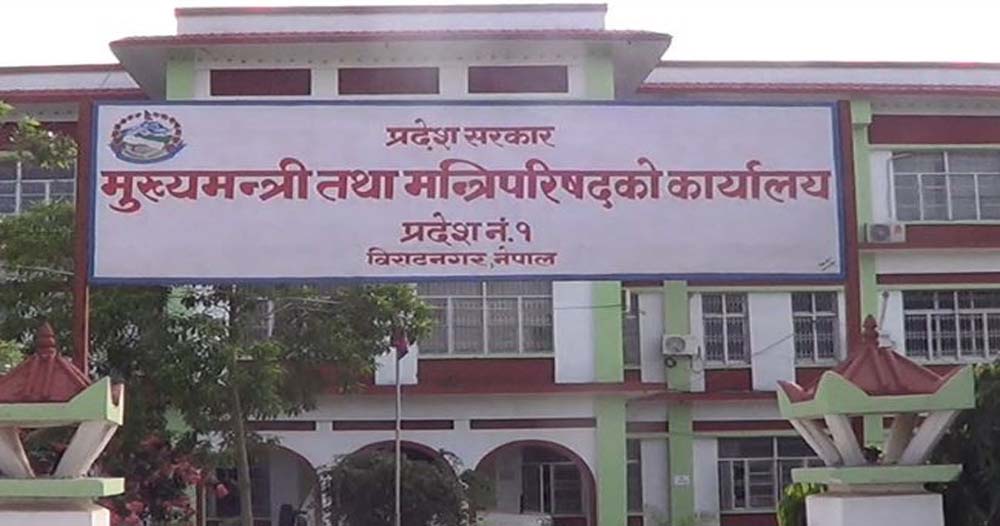 प्रदेश सरकार
मुख्यमन्त्री तथा मन्त्रिपरिषद्को कार्यालय
प्रदेश नं.१
विराटनगर, नेपाल